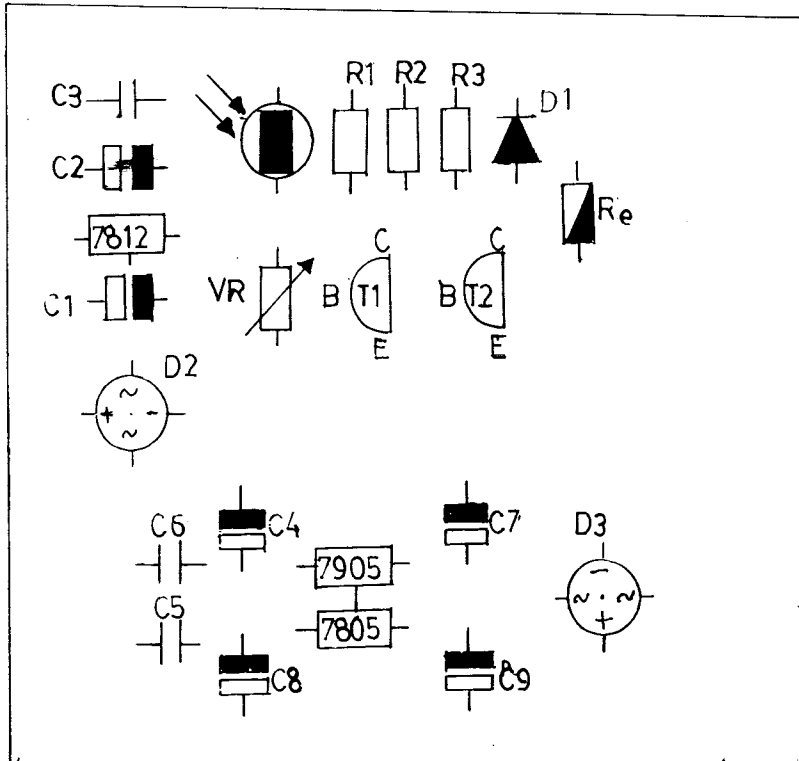 R1 R2 R3
D1
C3
C2
Re
7812
C C
VR B T1 B T2
C1
E E
D2
~
+ -
~
C6 C4 C7 D3
7905
-
~ ~
+
C5
7805
C8 C9